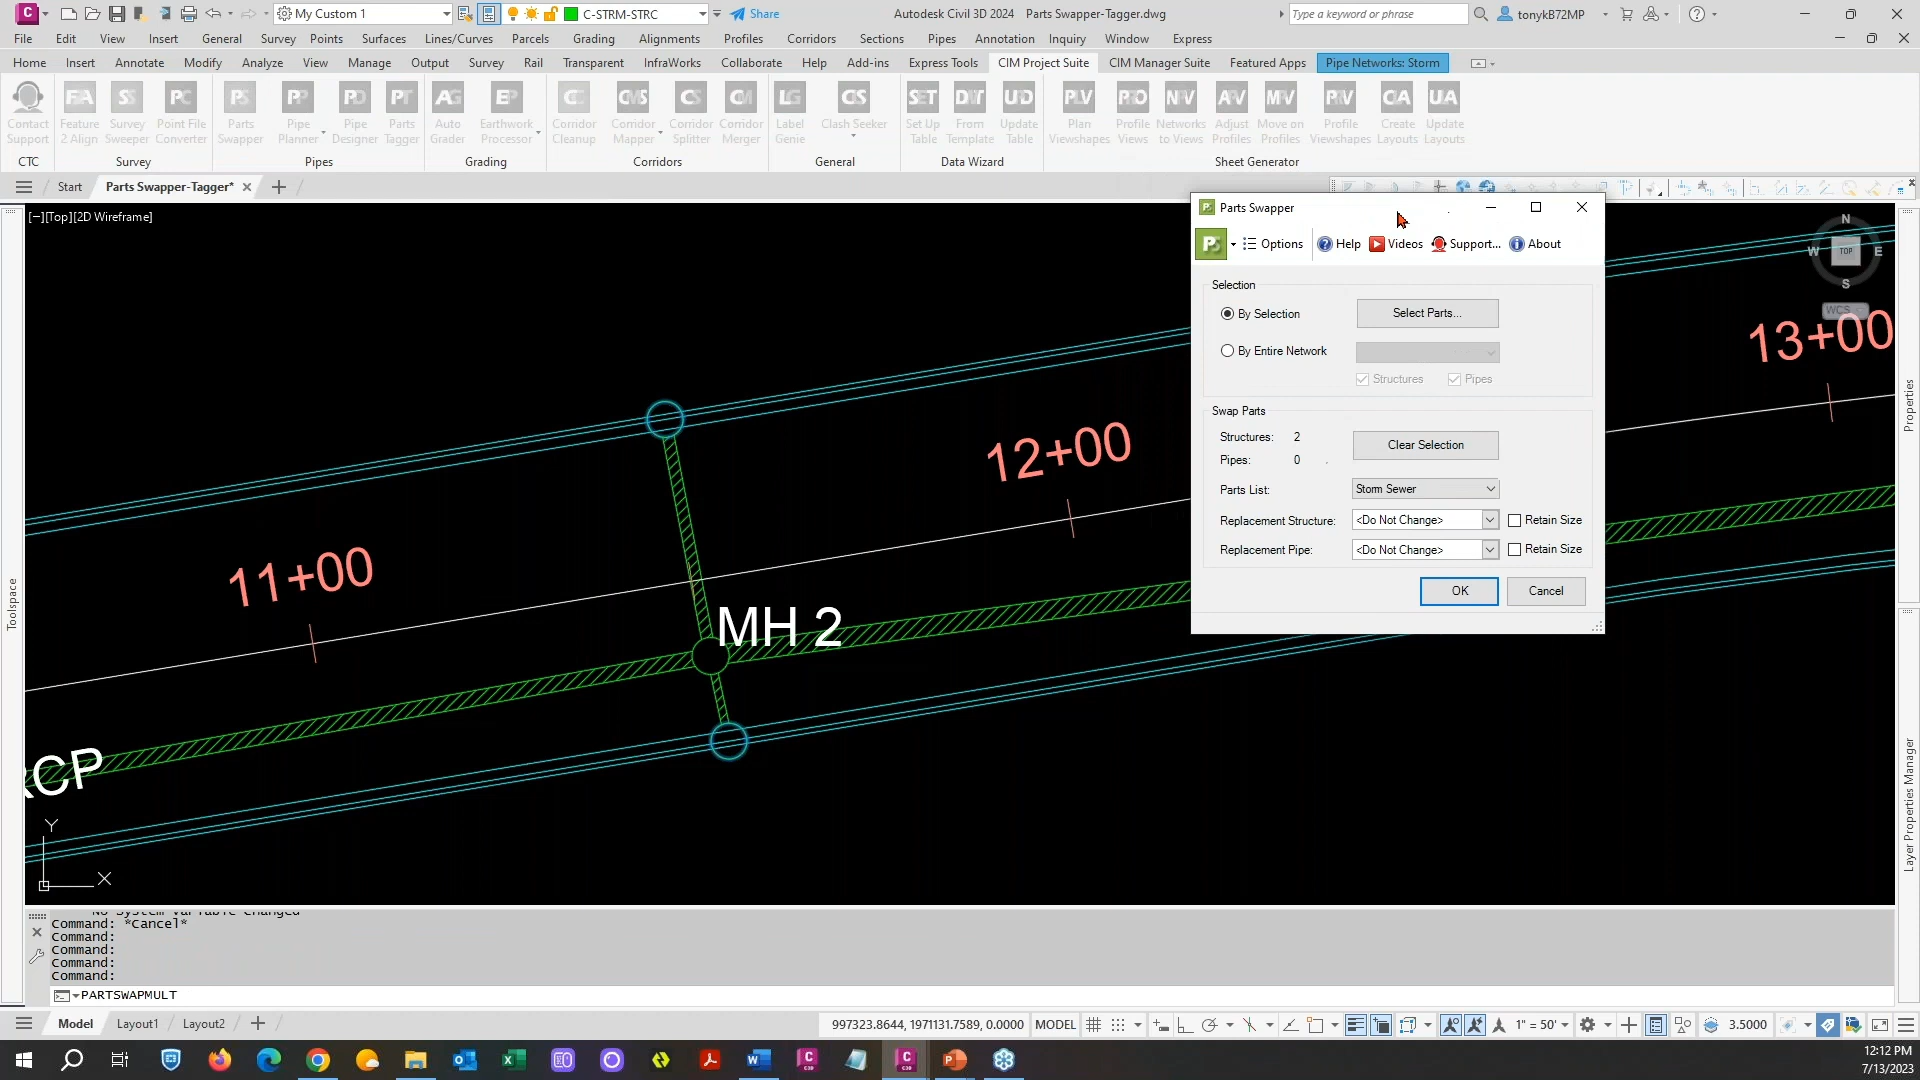 My Custom 1
C-STRM-STRC
Share
Autodesk Civil 3D 2024 Parts Swapper-Tagger.dwg
Type a keyword or phrase
tonykB72MP
File Edit View Insert General Survey Points Surfaces Lines/Curves Parcels Grading Alignments Profiles Corridors Sections Pipes Annotation Inquiry Window Express
Home Insert Annotate Modify Analyze View Manage Output Survey Rail Transparent InfraWorks Collaborate Help Add-ins Express Tools CIM Project Suite CIM Manager Suite Featured Apps Pipe Networks: Storm
Contact Support
Feature 2 Align
Survey Sweeper
Point File Converter
Parts Swapper
Pipe Planner
Pipe Designer
Parts Tagger
Auto Grader
Earthwork Processor
Corridor Cleanup
Corridor Mapper
Corridor Splitter
Corridor Merger
Label Genie
Clash Seeker
Set Up Table
From Template
Update Table
Plan Viewshapes
Profile Views
Networks to Views
Adjust Profiles
Move on Profiles
Profile Viewshapes
Create Layouts
Update Layouts
CTC Survey Pipes Grading Corridors General Data Wizard Sheet Generator
Start Parts Swapper-Tagger*
[−][Top][2D Wireframe]
Parts Swapper
Options Help Videos Support... About
Selection
By Selection Select Parts...
By Entire Network
Structures Pipes
Swap Parts
Structures: 2 Clear Selection
Pipes: 0
Parts List: Storm Sewer
Replacement Structure: <Do Not Change> Retain Size
Replacement Pipe: <Do Not Change> Retain Size
OK Cancel
N
W TOP E
S
WCS
13+00
12+00
11+00
MH 2
RCP
Y
X
Toolspace
Properties
Layer Properties Manager
No system variable changed
Command: *Cancel*
Command:
Command:
Command:
Command:
PARTSWAPMULT
Model Layout1 Layout2
997323.8644, 1971131.7589, 0.0000 MODEL
1" = 50'
3.5000
12:12 PM
7/13/2023